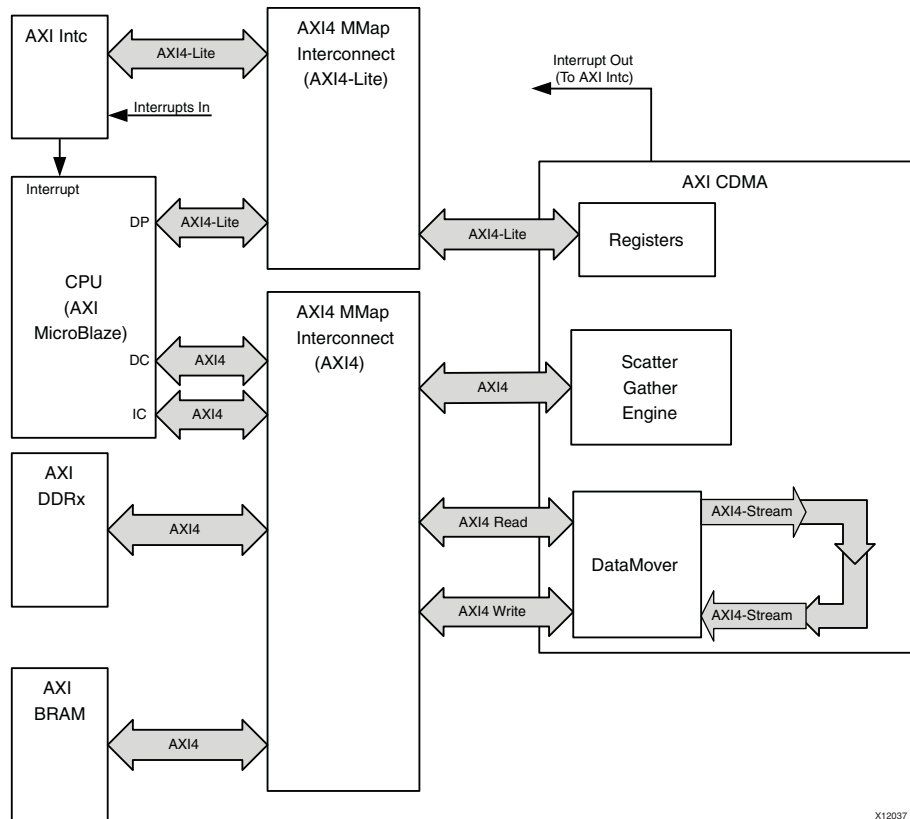 AXI Intc
AXI4-Lite
AXI4 MMap
Interconnect
(AXI4-Lite)
Interrupt Out
(To AXI Intc)
Interrupts In
Interrupt
DP
AXI4-Lite
CPU
(AXI
MicroBlaze)
DC
AXI4
IC
AXI4
AXI CDMA
AXI4-Lite
Registers
AXI4 MMap
Interconnect
(AXI4)
AXI4
Scatter
Gather
Engine
AXI
DDRx
AXI4
AXI4 Read
AXI4 Write
DataMover
AXI4-Stream
AXI4-Stream
AXI
BRAM
AXI4
X12037